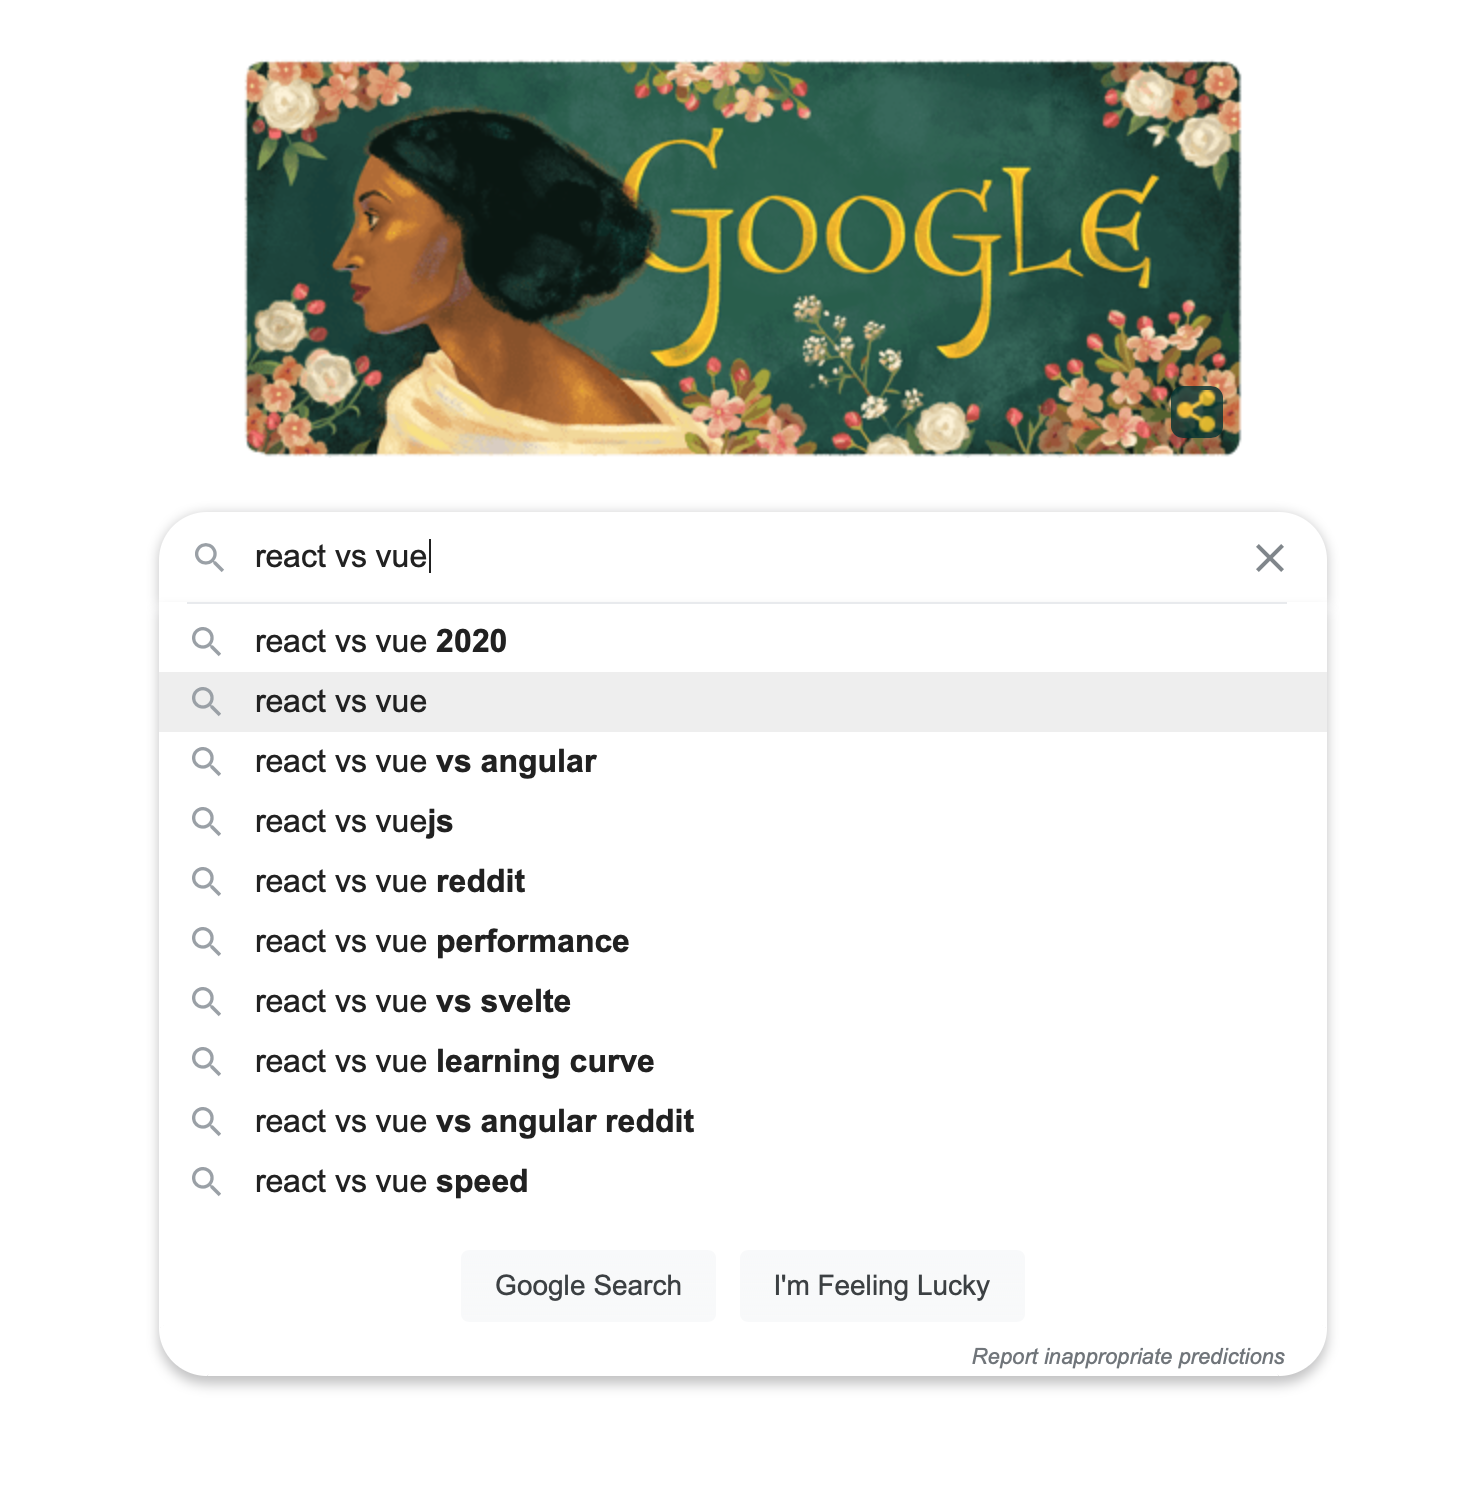 Google
react vs vue
react vs vue 2020
react vs vue
react vs vue vs angular
react vs vuejs
react vs vue reddit
react vs vue performance
react vs vue vs svelte
react vs vue learning curve
react vs vue vs angular reddit
react vs vue speed
Google Search
I'm Feeling Lucky
Report inappropriate predictions